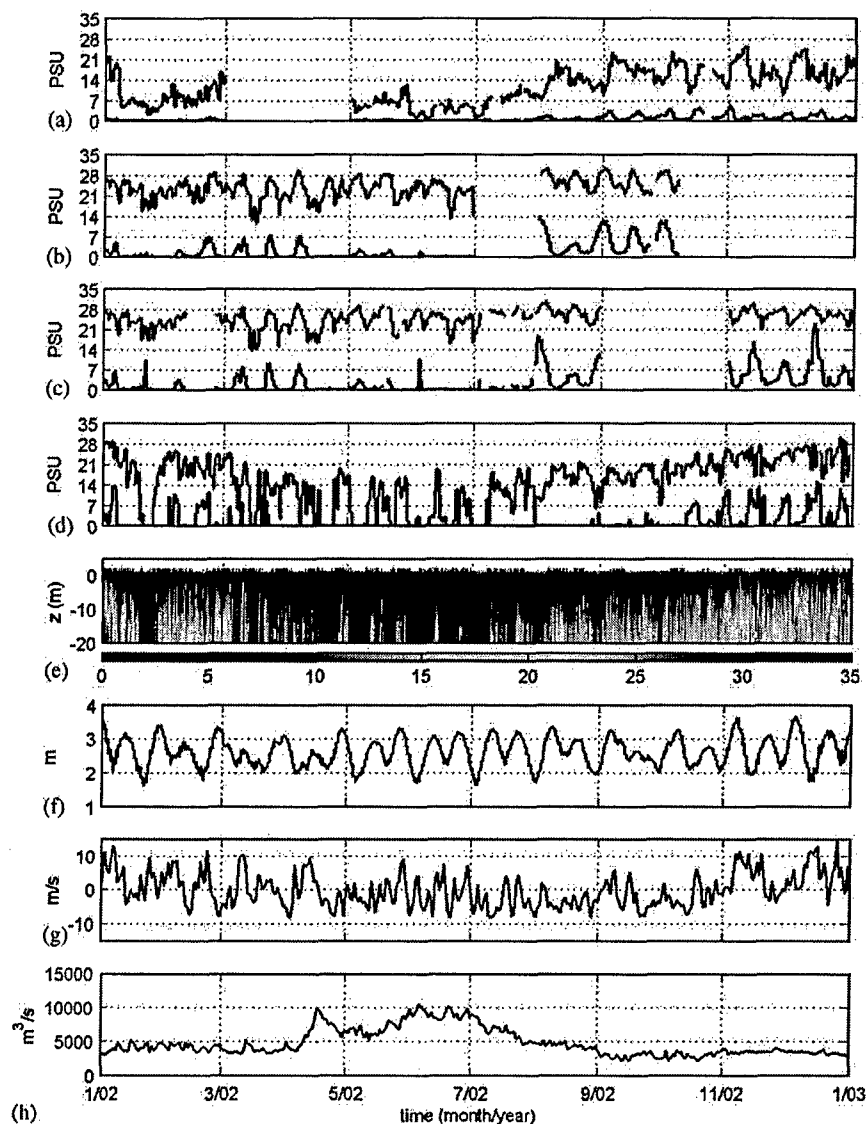 35
28
21
14
7
0
PSU
(a)
35
28
21
14
7
0
PSU
(b)
35
28
21
14
7
0
PSU
(c)
35
28
21
14
7
0
PSU
(d)
0
-10
-20
z (m)
(e)
0 5 10 15 20 25 30 35
4
3
2
1
m
(f)
10
0
-10
m/s
(g)
15000
10000
5000
0
m³/s
1/02 3/02 5/02 7/02 9/02 11/02 1/03
(h)
time (month/year)